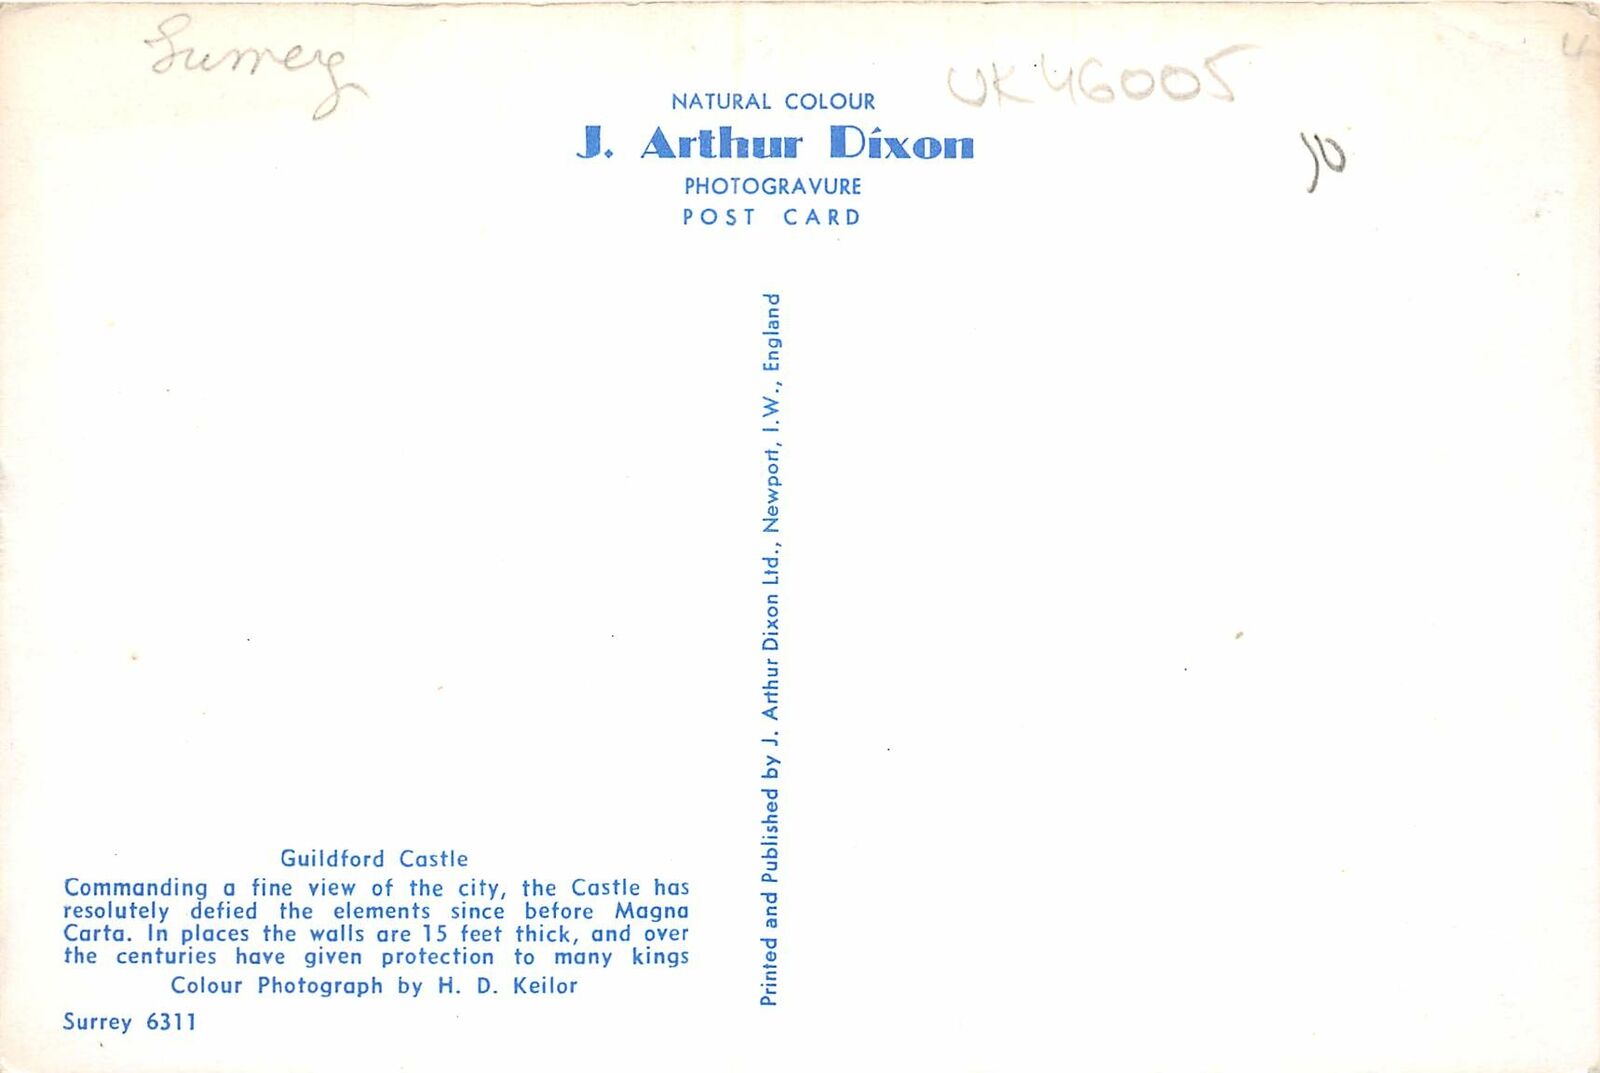 Surrey
UK46005
NATURAL COLOUR
J. Arthur Dixon
PHOTOGRAVURE
POST CARD
10
Printed and Published by J. Arthur Dixon Ltd., Newport, I.W., England
Guildford Castle
Commanding a fine view of the city, the Castle has
resolutely defied the elements since before Magna
Carta. In places the walls are 15 feet thick, and over
the centuries have given protection to many kings
Colour Photograph by H. D. Keilor
Surrey 6311